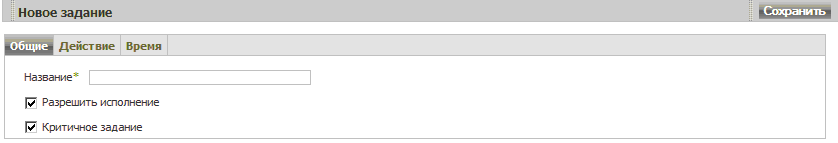 Новое задание Сохранить
Общие Действие Время
Название*
Разрешить исполнение
Критичное задание